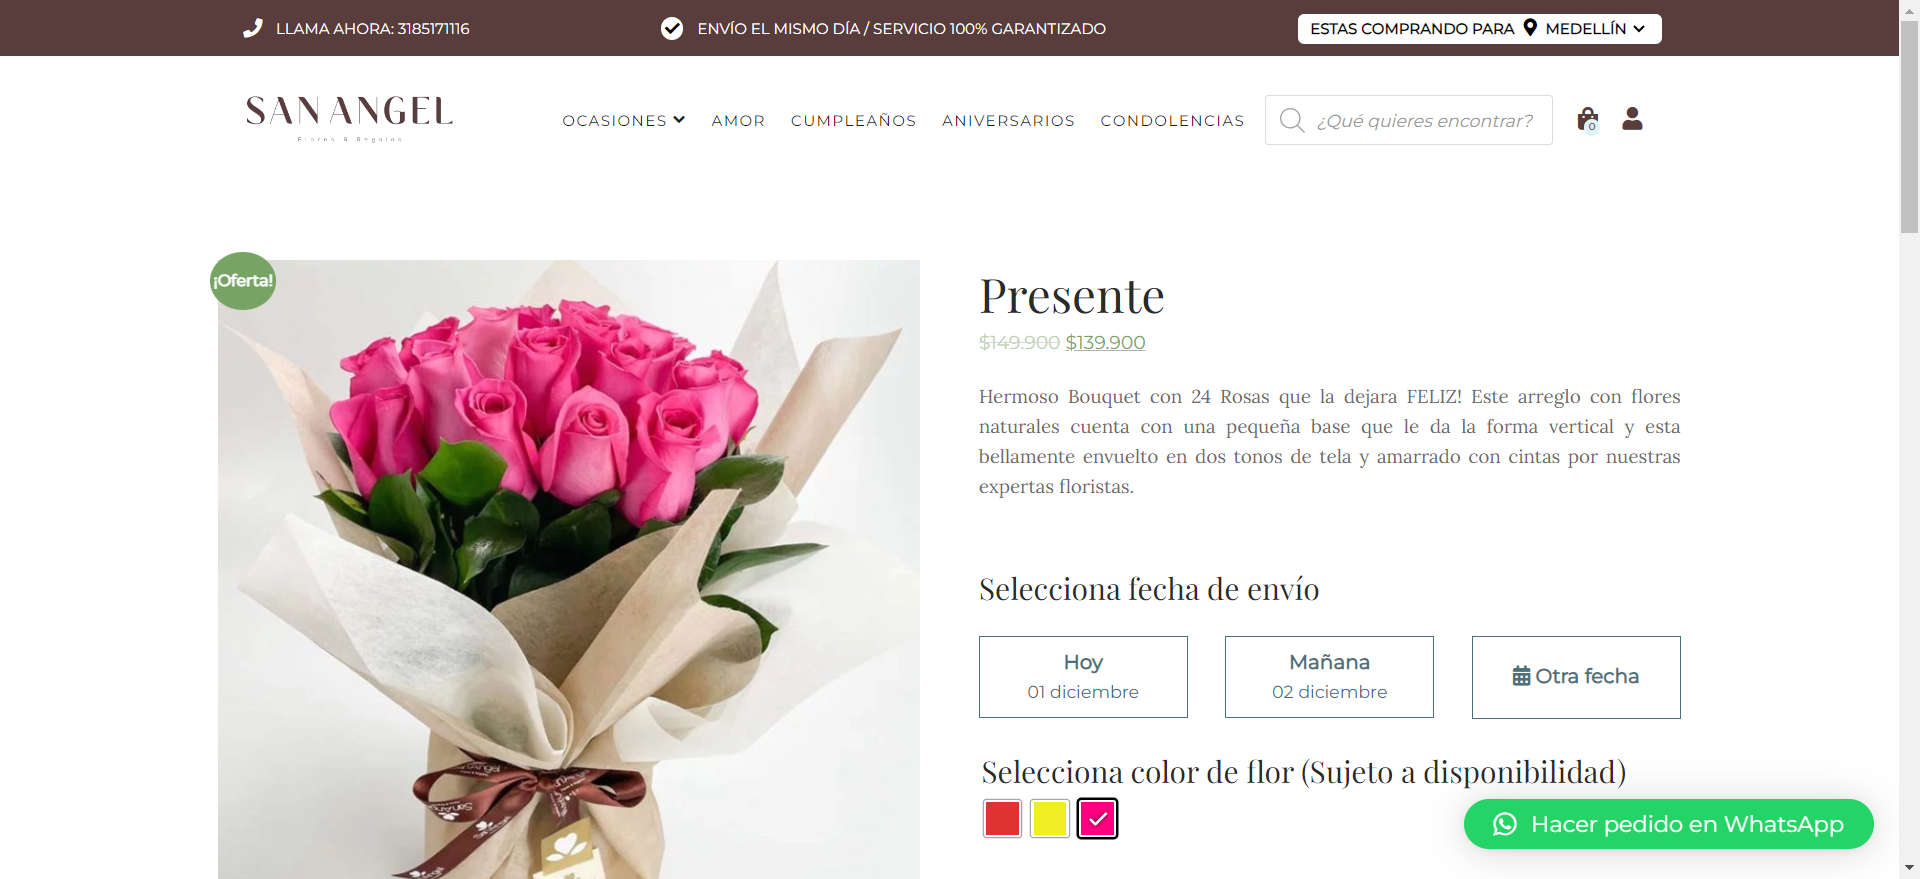 LLAMA AHORA: 3185171116
ENVÍO EL MISMO DÍA / SERVICIO 100% GARANTIZADO
ESTAS COMPRANDO PARA MEDELLÍN
SAN ANGEL
Flores & Regalos
OCASIONES
AMOR
CUMPLEAÑOS
ANIVERSARIOS
CONDOLENCIAS
¿Qué quieres encontrar?
0
¡Oferta!
Presente
$149.900 $139.900
Hermoso Bouquet con 24 Rosas que la dejara FELIZ! Este arreglo con flores
naturales cuenta con una pequeña base que le da la forma vertical y esta
bellamente envuelto en dos tonos de tela y amarrado con cintas por nuestras
expertas floristas.
Selecciona fecha de envío
Hoy
01 diciembre
Mañana
02 diciembre
Otra fecha
Selecciona color de flor (Sujeto a disponibilidad)
Hacer pedido en WhatsApp